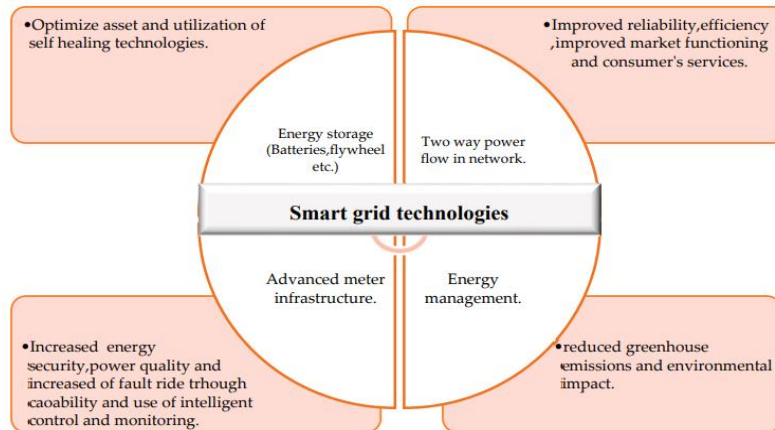 •Optimize asset and utilization of
self healing technologies.
•Improved reliability,efficiency
,improved market functioning
and consumer's services.
Energy storage
(Batteries,flywheel
etc.)
Two way power
flow in network.
Smart grid technologies
Advanced meter
infrastructure.
Energy
management.
•Increased energy
security,power quality and
increased of fault ride trhough
caoability and use of intelligent
control and monitoring.
•reduced greenhouse
emissions and environmental
impact.